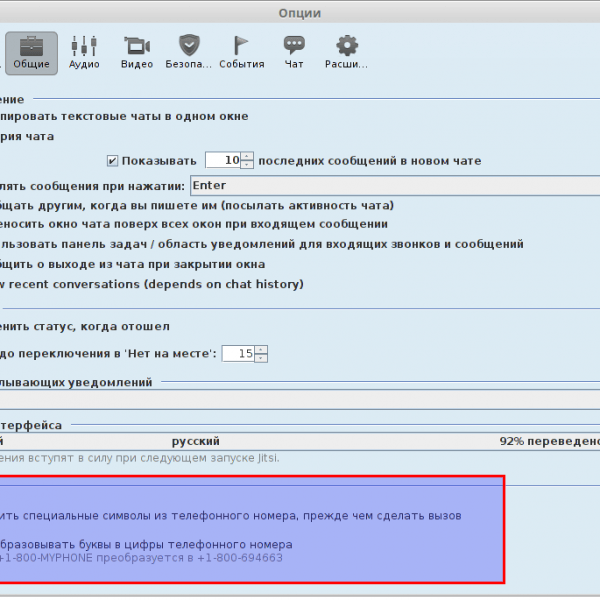 Опции
Общие Аудио Видео Безопа... События Чат Расши...
ение
пировать текстовые чаты в одном окне
рия чата
Показывать 10 последних сообщений в новом чате
лять сообщения при нажатии: Enter
бщать другим, когда вы пишете им (посылать активность чата)
еносить окно чата поверх всех окон при входящем сообщении
льзовать панель задач / область уведомлений для входящих звонков и сообщений
бщить о выходе из чата при закрытии окна
w recent conversations (depends on chat history)
енить статус, когда отошел
до переключения в 'Нет на месте': 15
лывающих уведомлений
терфейса
й русский 92% переведено
ения вступят в силу при следующем запуске Jitsi.
ить специальные символы из телефонного номера, прежде чем сделать вызов
бразовывать буквы в цифры телефонного номера
+1-800-MYPHONE преобразуется в +1-800-694663